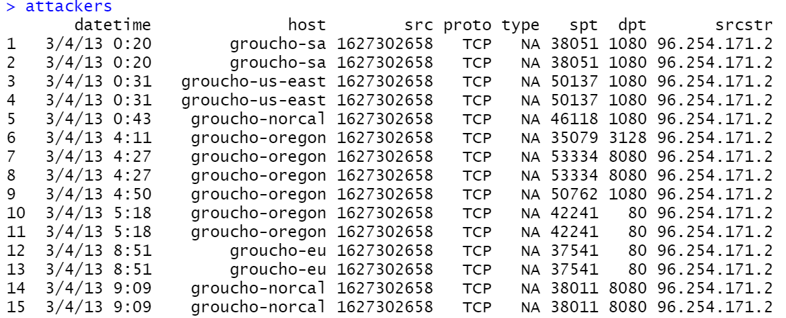 > attackers
datetime host src proto type spt dpt srcstr
1 3/4/13 0:20 groucho-sa 1627302658 TCP NA 38051 1080 96.254.171.2
2 3/4/13 0:20 groucho-sa 1627302658 TCP NA 38051 1080 96.254.171.2
3 3/4/13 0:31 groucho-us-east 1627302658 TCP NA 50137 1080 96.254.171.2
4 3/4/13 0:31 groucho-us-east 1627302658 TCP NA 50137 1080 96.254.171.2
5 3/4/13 0:43 groucho-norcal 1627302658 TCP NA 46118 1080 96.254.171.2
6 3/4/13 4:11 groucho-oregon 1627302658 TCP NA 35079 3128 96.254.171.2
7 3/4/13 4:27 groucho-oregon 1627302658 TCP NA 53334 8080 96.254.171.2
8 3/4/13 4:27 groucho-oregon 1627302658 TCP NA 53334 8080 96.254.171.2
9 3/4/13 4:50 groucho-oregon 1627302658 TCP NA 50762 1080 96.254.171.2
10 3/4/13 5:18 groucho-oregon 1627302658 TCP NA 42241 80 96.254.171.2
11 3/4/13 5:18 groucho-oregon 1627302658 TCP NA 42241 80 96.254.171.2
12 3/4/13 8:51 groucho-eu 1627302658 TCP NA 37541 80 96.254.171.2
13 3/4/13 8:51 groucho-eu 1627302658 TCP NA 37541 80 96.254.171.2
14 3/4/13 9:09 groucho-norcal 1627302658 TCP NA 38011 8080 96.254.171.2
15 3/4/13 9:09 groucho-norcal 1627302658 TCP NA 38011 8080 96.254.171.2